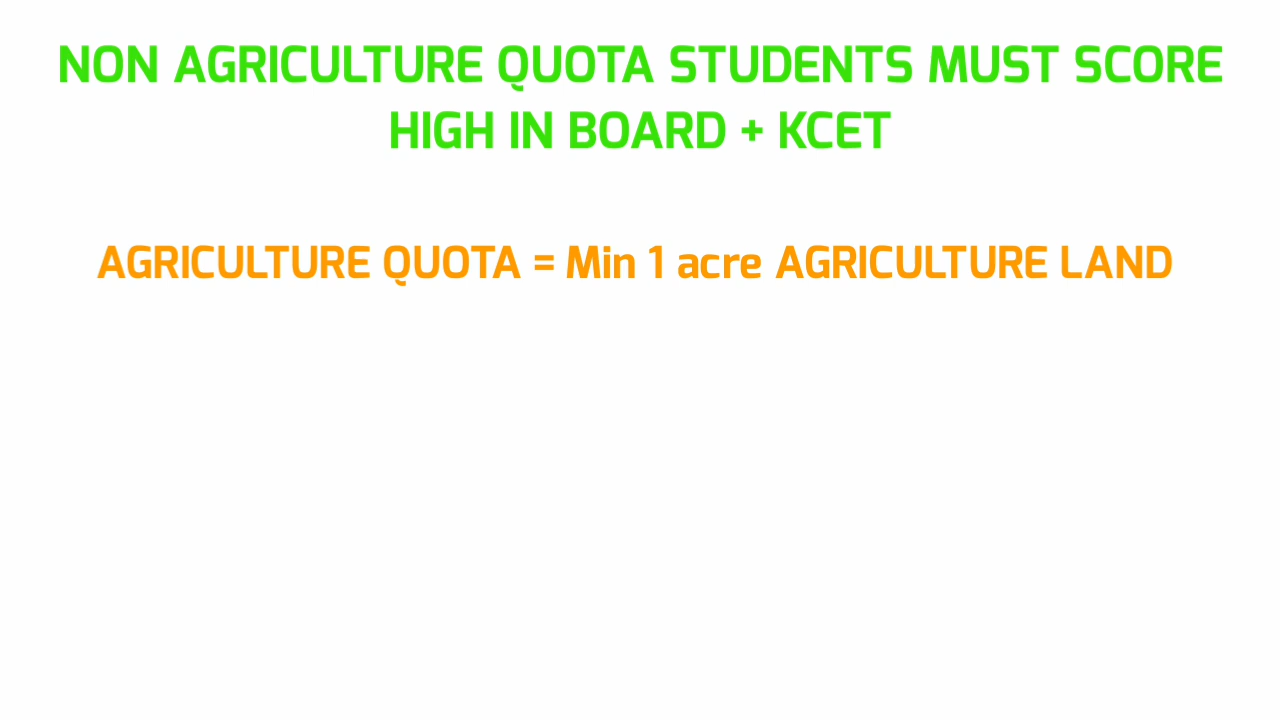 NON AGRICULTURE QUOTA STUDENTS MUST SCORE
HIGH IN BOARD + KCET
AGRICULTURE QUOTA = Min 1 acre AGRICULTURE LAND